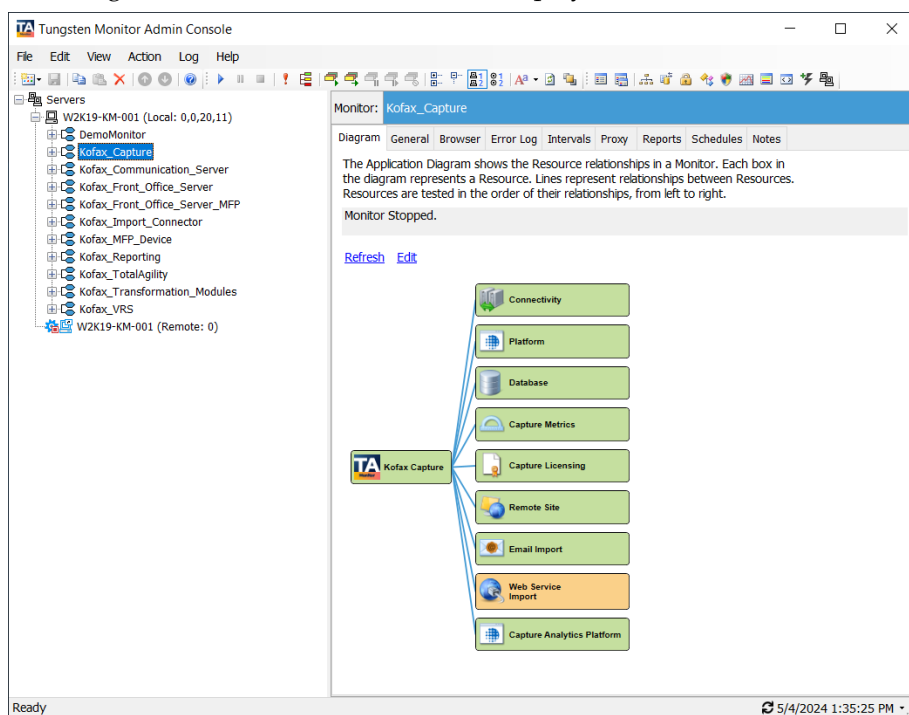 Tungsten Monitor Admin Console
File Edit View Action Log Help
Servers
W2K19-KM-001 (Local: 0,0,20,11)
DemoMonitor
Kofax_Capture
Kofax_Communication_Server
Kofax_Front_Office_Server
Kofax_Front_Office_Server_MFP
Kofax_Import_Connector
Kofax_MFP_Device
Kofax_Reporting
Kofax_TotalAgility
Kofax_Transformation_Modules
Kofax_VRS
W2K19-KM-001 (Remote: 0)
Monitor: Kofax_Capture
Diagram General Browser Error Log Intervals Proxy Reports Schedules Notes
The Application Diagram shows the Resource relationships in a Monitor. Each box in
the diagram represents a Resource. Lines represent relationships between Resources.
Resources are tested in the order of their relationships, from left to right.
Monitor Stopped.
Refresh Edit
TA Kofax Capture
Connectivity
Platform
Database
Capture Metrics
Capture Licensing
Remote Site
Email Import
Web Service
Import
Capture Analytics Platform
Ready
5/4/2024 1:35:25 PM